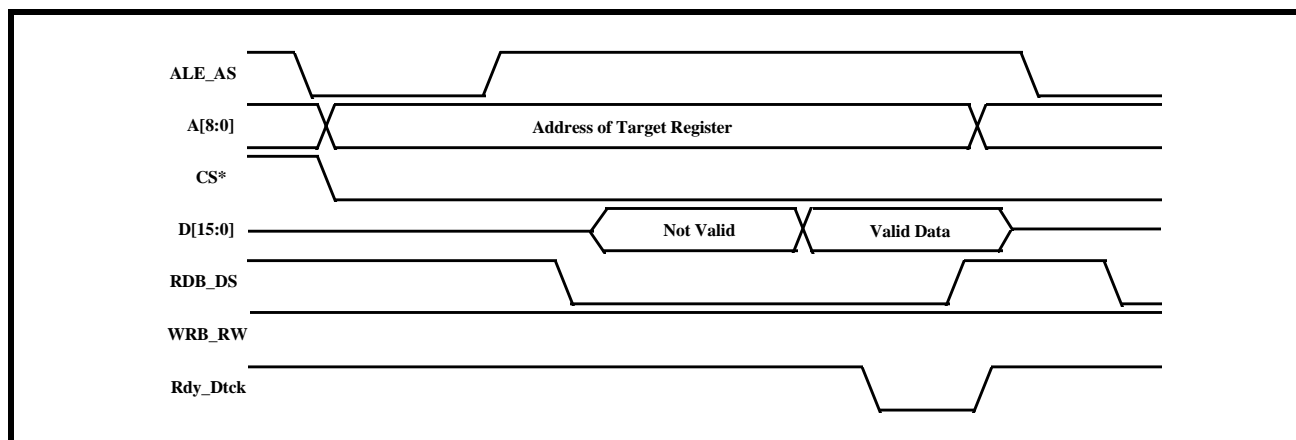 ALE_AS
A[8:0]
Address of Target Register
CS*
D[15:0]
Not Valid
Valid Data
RDB_DS
WRB_RW
Rdy_Dtck